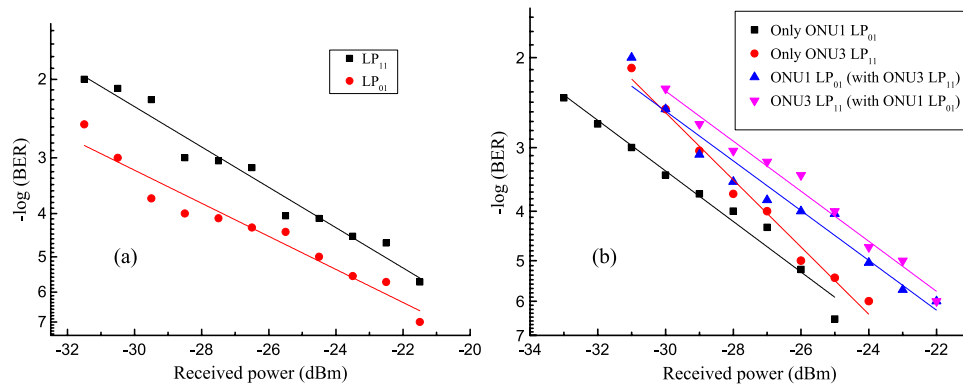 LP11
LP01
2
3
4
5
6
7
-log (BER)
(a)
-32 -30 -28 -26 -24 -22 -20
Received power (dBm)
Only ONU1 LP01
Only ONU3 LP11
ONU1 LP01 (with ONU3 LP11)
ONU3 LP11 (with ONU1 LP01)
2
3
4
5
6
7
-log (BER)
(b)
-34 -32 -30 -28 -26 -24 -22
Received power (dBm)